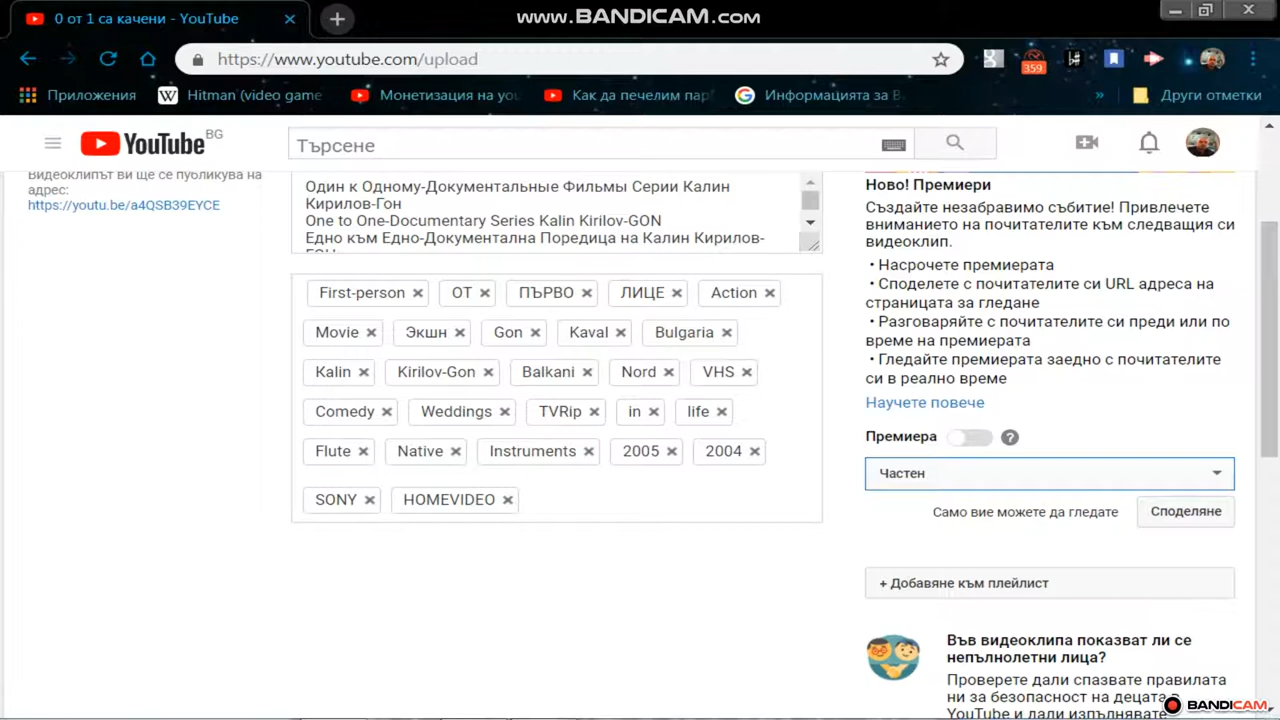 www.BANDICAM.com
0 от 1 са качени - YouTube
https://www.youtube.com/upload
359
Приложения
Hitman (video game
Монетизация на you
Как да печелим пар
Информацията за В
»
Други отметки
YouTube BG
Търсене
Видеоклипът ви ще се публикува на
адрес:
https://youtu.be/a4QSB39EYCE
Один к Одному-Документальные Фильмы Серии Калин
Кирилов-Гон
One to One-Documentary Series Kalin Kirilov-GON
Едно към Едно-Документална Поредица на Калин Кирилов-
ГОН
First-person ОТ ПЪРВО ЛИЦЕ Action
Movie Экшн Gon Kaval Bulgaria
Kalin Kirilov-Gon Balkani Nord VHS
Comedy Weddings TVRip in life
Flute Native Instruments 2005 2004
SONY HOMEVIDEO
Ново! Премиери
Създайте незабравимо събитие! Привлечете
вниманието на почитателите към следващия си
видеоклип.
• Насрочете премиерата
• Споделете с почитателите си URL адреса на
страницата за гледане
• Разговаряйте с почитателите си преди или по
време на премиерата
• Гледайте премиерата заедно с почитателите
си в реално време
Научете повече
Премиера ?
Частен
Само вие можете да гледате
Споделяне
+ Добавяне към плейлист
Във видеоклипа показват ли се
непълнолетни лица?
Проверете дали спазвате правилата
ни за безопасност на децата в
YouTube и дали изпълнявате
BANDICAM